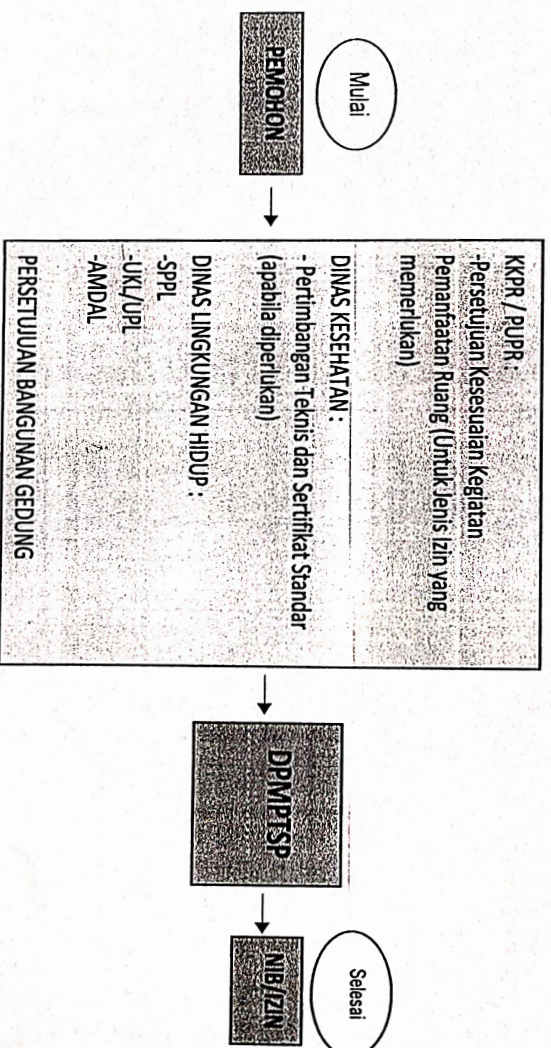 Mulai
PEMOHON
KKPR / PUPR :
-Persetujuan Kesesuaian Kegiatan
Pemanfaatan Ruang (Untuk Jenis Izin yang
memerlukan)
DINAS KESEHATAN :
- Pertimbangan Teknis dan Sertifikat Standar
(apabila diperlukan)
DINAS LINGKUNGAN HIDUP :
-SPPL
-UKL/UPL
-AMDAL
PERSETUJUAN BANGUNAN GEDUNG
DPMPTSP
Selesai
NIB/IZIN